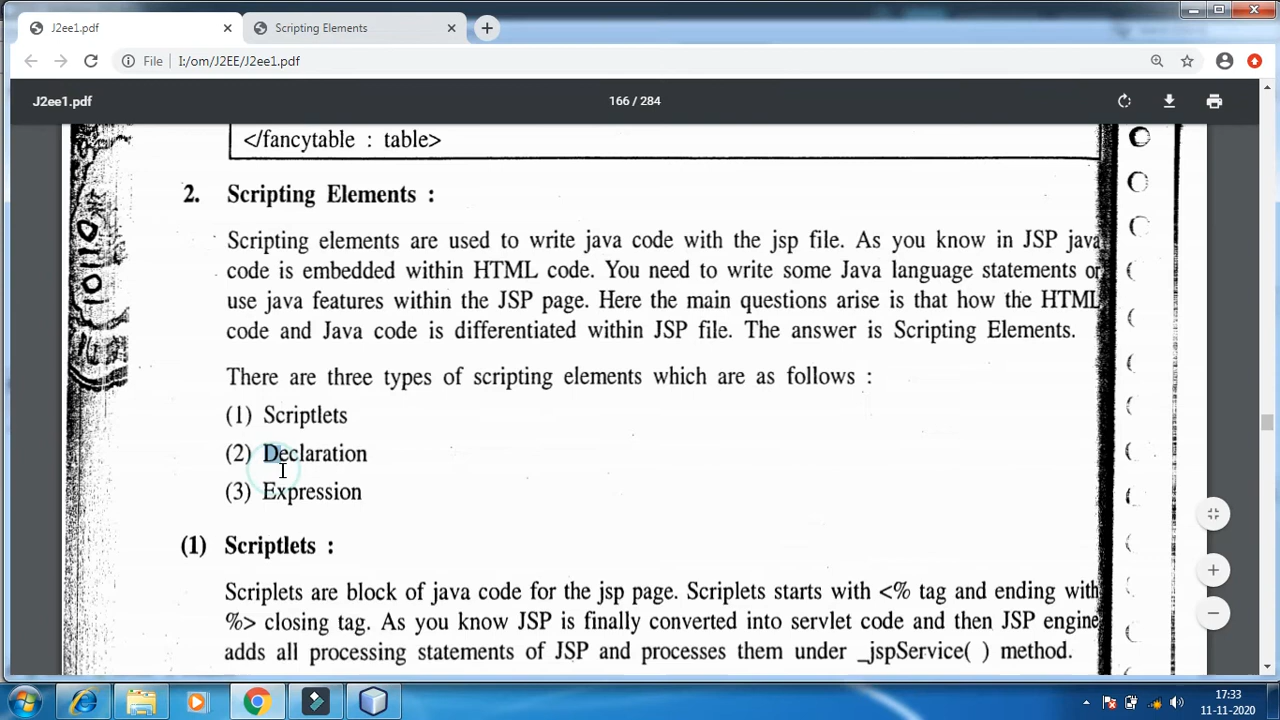 J2ee1.pdf
Scripting Elements
File
I:/om/J2EE/J2ee1.pdf
J2ee1.pdf
166 / 284
</fancytable : table>
2. Scripting Elements :
Scripting elements are used to write java code with the jsp file. As you know in JSP java
code is embedded within HTML code. You need to write some Java language statements or
use java features within the JSP page. Here the main questions arise is that how the HTML
code and Java code is differentiated within JSP file. The answer is Scripting Elements.
There are three types of scripting elements which are as follows :
(1) Scriptlets
(2) Declaration
(3) Expression
(1) Scriptlets :
Scriplets are block of java code for the jsp page. Scriplets starts with <% tag and ending with
%> closing tag. As you know JSP is finally converted into servlet code and then JSP engine
adds all processing statements of JSP and processes them under _jspService( ) method.
17:33
11-11-2020